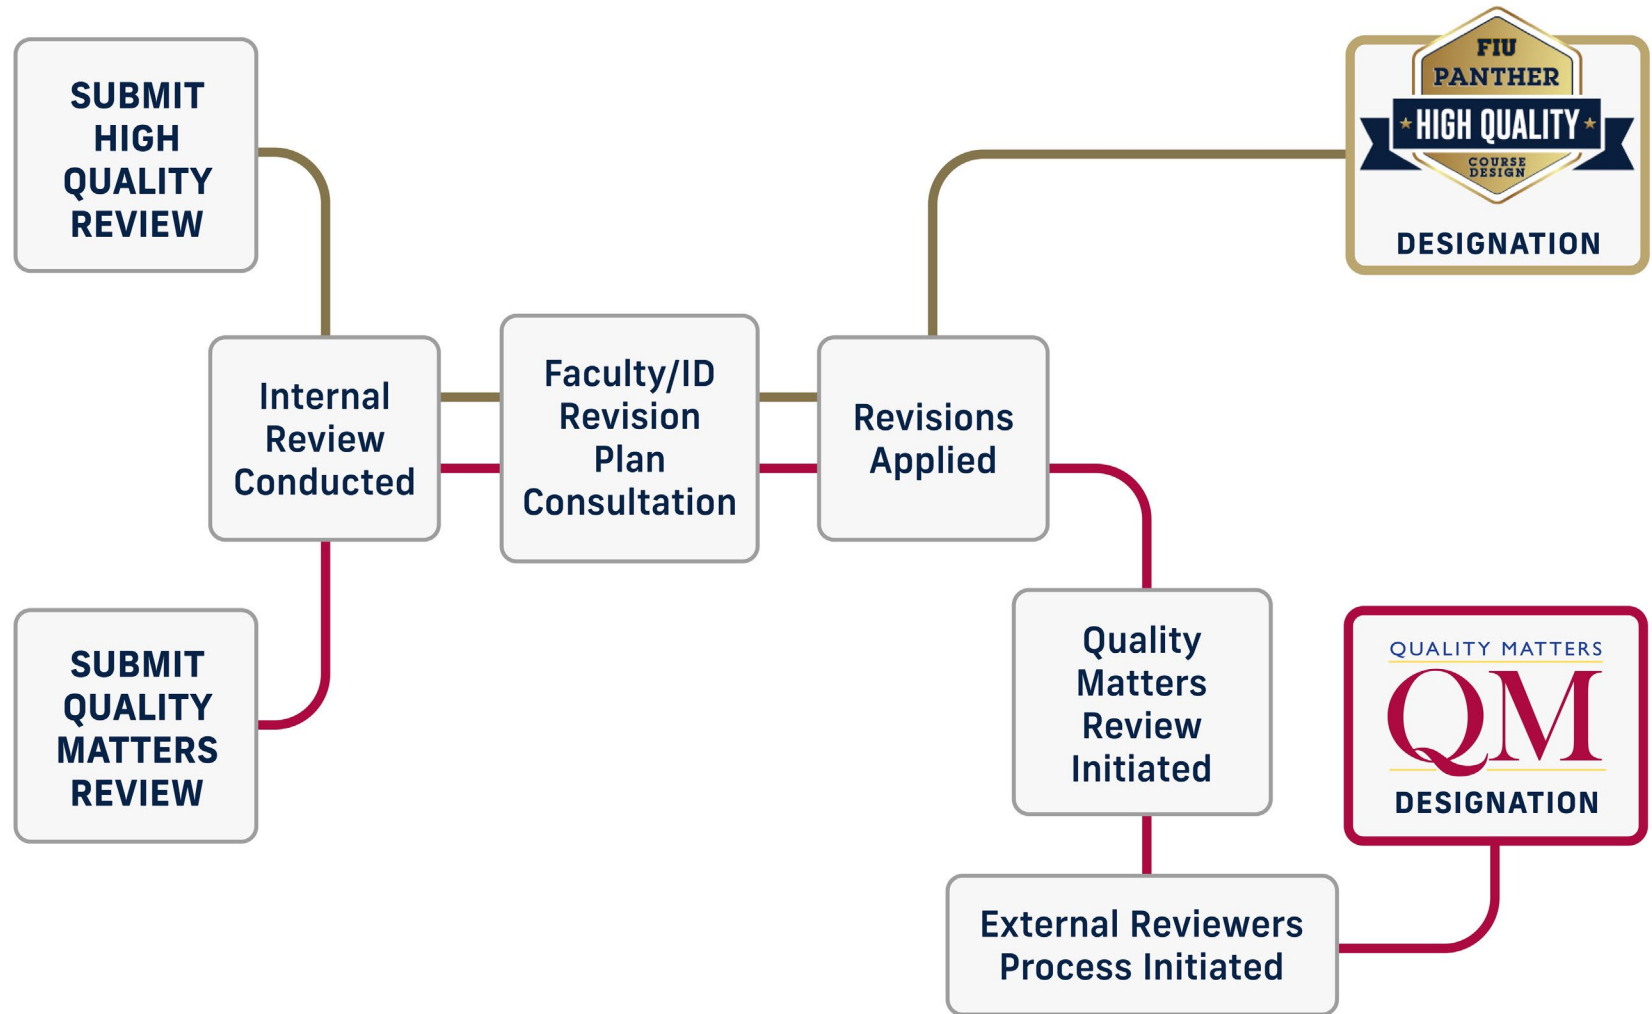 SUBMIT
HIGH
QUALITY
REVIEW
FIU
PANTHER
HIGH QUALITY
COURSE
DESIGN
DESIGNATION
Internal
Review
Conducted
Faculty/ID
Revision
Plan
Consultation
Revisions
Applied
SUBMIT
QUALITY
MATTERS
REVIEW
Quality
Matters
Review
Initiated
External Reviewers
Process Initiated
QUALITY MATTERS
QM
DESIGNATION